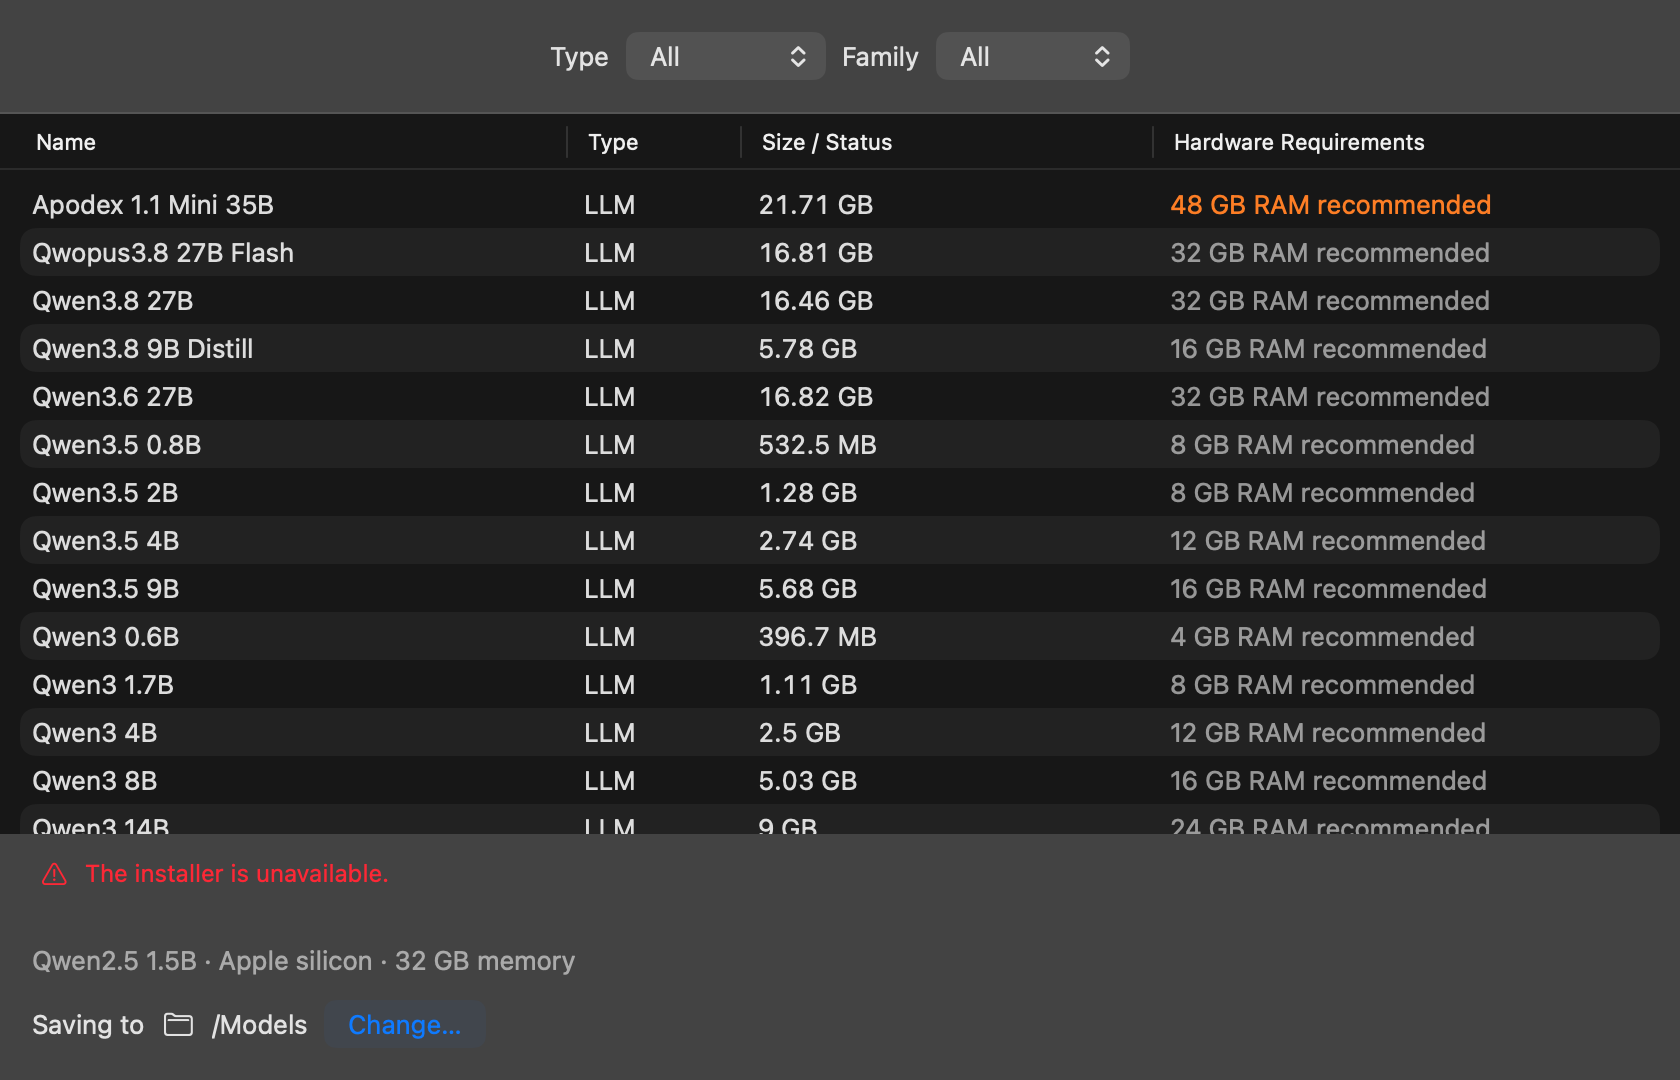 Type All Family All
Name Type Size / Status Hardware Requirements
Apodex 1.1 Mini 35B LLM 21.71 GB 48 GB RAM recommended
Qwopus3.8 27B Flash LLM 16.81 GB 32 GB RAM recommended
Qwen3.8 27B LLM 16.46 GB 32 GB RAM recommended
Qwen3.8 9B Distill LLM 5.78 GB 16 GB RAM recommended
Qwen3.6 27B LLM 16.82 GB 32 GB RAM recommended
Qwen3.5 0.8B LLM 532.5 MB 8 GB RAM recommended
Qwen3.5 2B LLM 1.28 GB 8 GB RAM recommended
Qwen3.5 4B LLM 2.74 GB 12 GB RAM recommended
Qwen3.5 9B LLM 5.68 GB 16 GB RAM recommended
Qwen3 0.6B LLM 396.7 MB 4 GB RAM recommended
Qwen3 1.7B LLM 1.11 GB 8 GB RAM recommended
Qwen3 4B LLM 2.5 GB 12 GB RAM recommended
Qwen3 8B LLM 5.03 GB 16 GB RAM recommended
Qwen3 14B LLM 9 GB 24 GB RAM recommended
The installer is unavailable.
Qwen2.5 1.5B · Apple silicon · 32 GB memory
Saving to /Models Change...